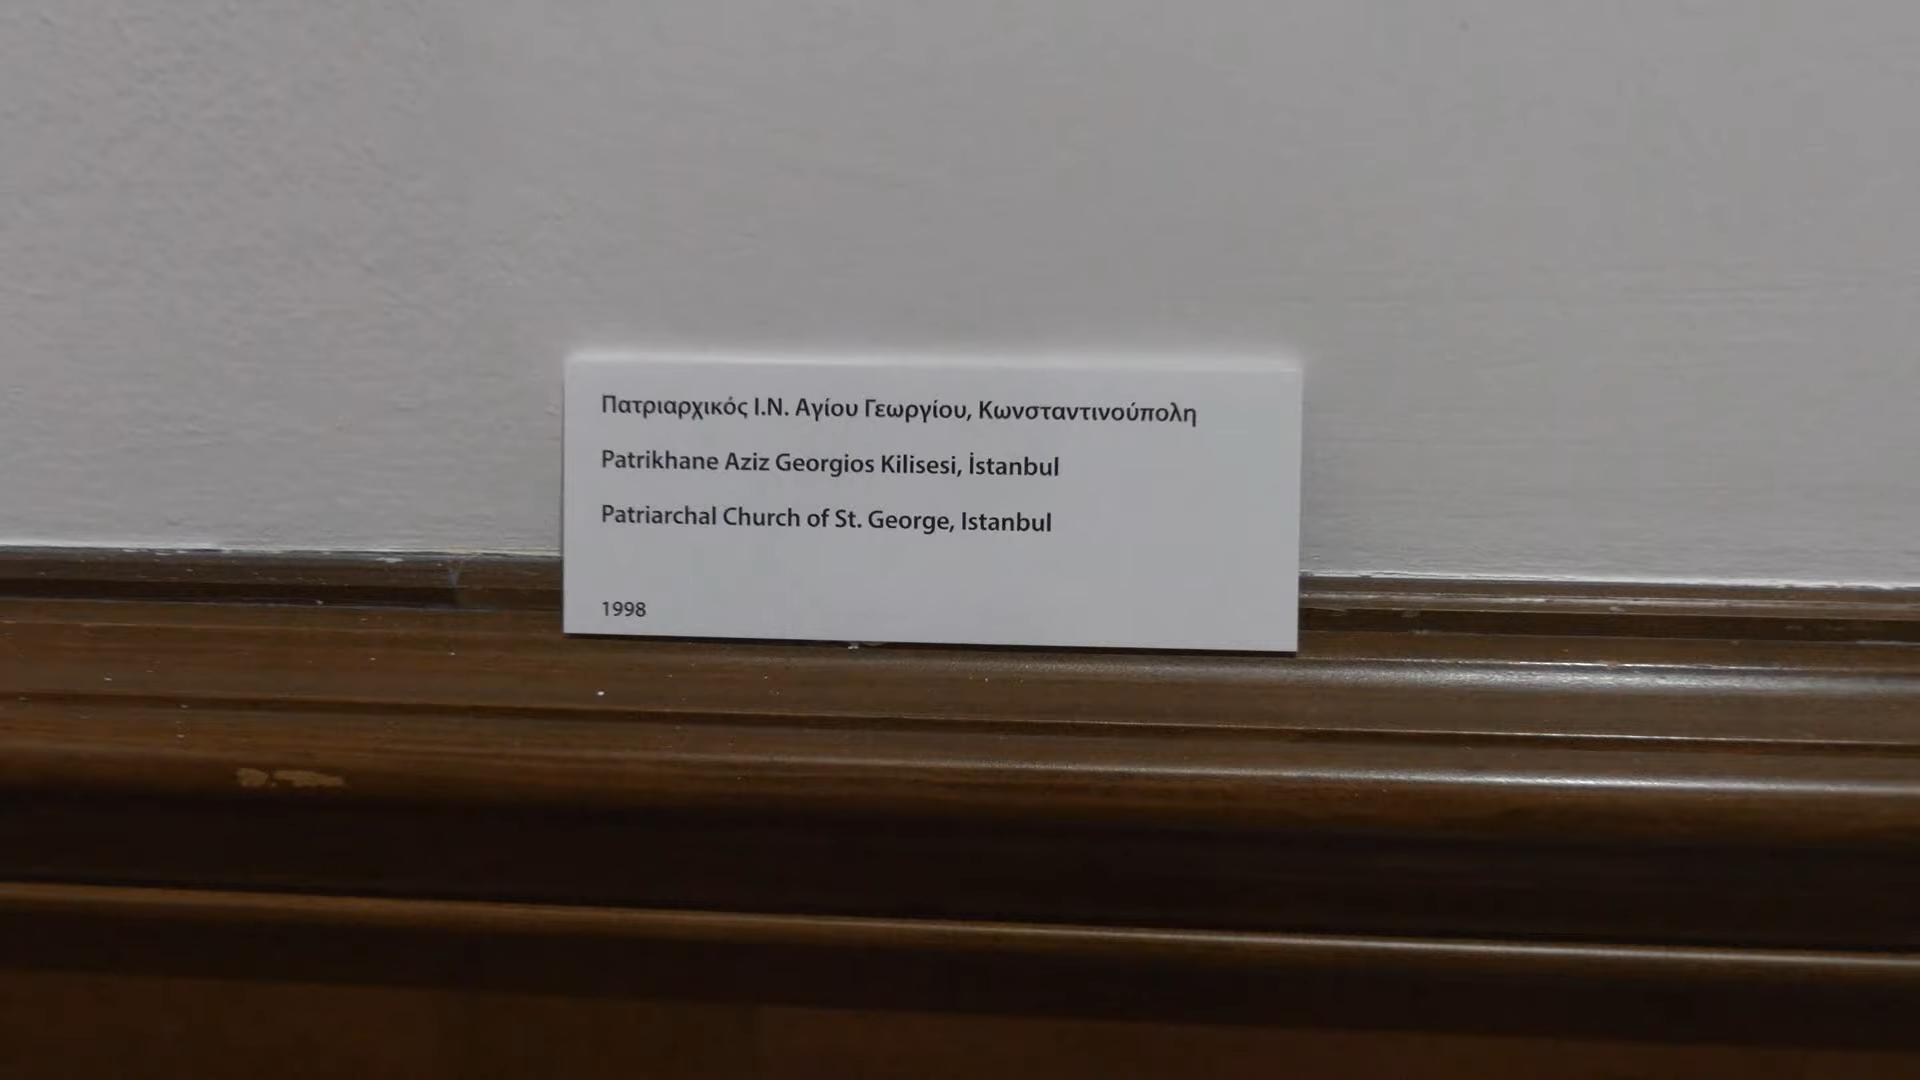 Πατριαρχικός Ι.Ν. Αγίου Γεωργίου, Κωνσταντινούπολη
Patrikhane Aziz Georgios Kilisesi, İstanbul
Patriarchal Church of St. George, Istanbul
1998